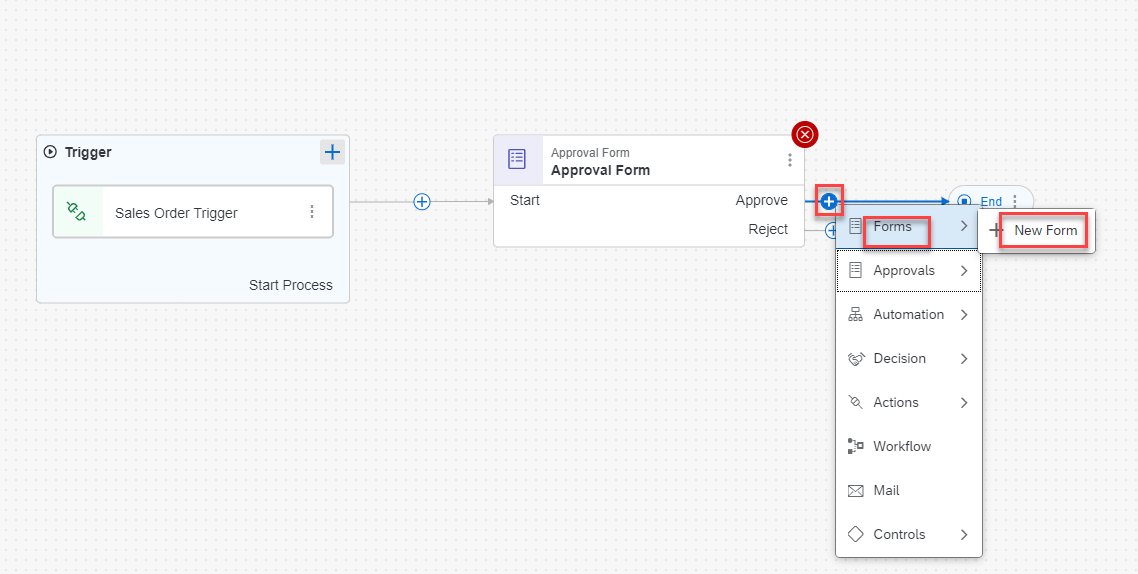 Trigger
Sales Order Trigger
Start Process
Approval Form
Approval Form
Start
Approve
Reject
End
Forms
New Form
Approvals
Automation
Decision
Actions
Workflow
Mail
Controls